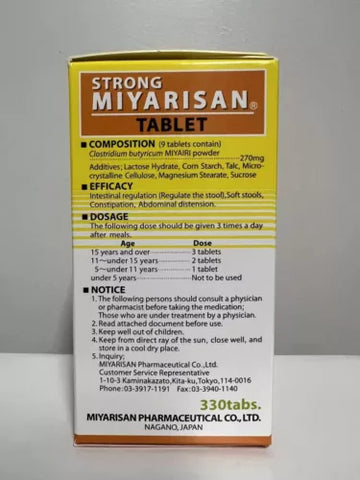 STRONG
MIYARISAN®
TABLET
■ COMPOSITION (9 tablets contain)
Clostridium butyricum MIYAIRI powder
270mg
Additives; Lactose Hydrate, Corn Starch, Talc, Micro-
crystalline Cellulose, Magnesium Stearate, Sucrose
■ EFFICACY
Intestinal regulation (Regulate the stool), Soft stools,
Constipation, Abdominal distension.
■ DOSAGE
The following dose should be given 3 times a day
after. meals.
Age Dose
15 years and over 3 tablets
11~under 15 years 2 tablets
5~under 11 years 1 tablet
under 5 years Not to be used
■ NOTICE
1. The following persons should consult a physician
or pharmacist before taking the medication;
Those who are under treatment by a physician.
2. Read attached document before use.
3. Keep well out of children.
4. Keep from direct ray of the sun, close well, and
store in a cool dry place.
5. Inquiry;
MIYARISAN Pharmaceutical Co.,Ltd.
Customer Service Representative
1-10-3 Kaminakazato, Kita-ku, Tokyo, 114-0016
Phone: 03-3917-1191 Fax: 03-3940-1140
330tabs.
MIYARISAN PHARMACEUTICAL CO., LTD.
NAGANO, JAPAN